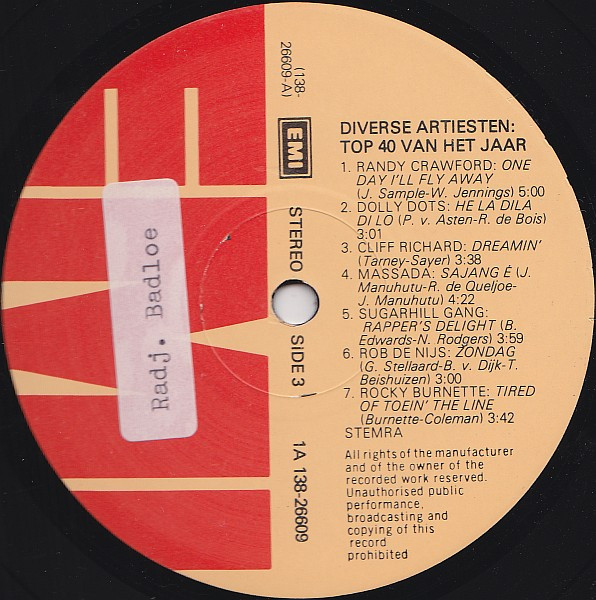 (138-
26609-A)
EMI
STEREO
SIDE 3
1A 138-26609
Radj. Badloe
DIVERSE ARTIESTEN:
TOP 40 VAN HET JAAR
1. RANDY CRAWFORD: ONE
DAY I'LL FLY AWAY
(J. Sample-W. Jennings) 5:00
2. DOLLY DOTS: HE LA DILA
DI LO (P. v. Asten-R. de Bois)
3:01
3. CLIFF RICHARD: DREAMIN'
(Tarney-Sayer) 3:38
4. MASSADA: SAJANG É (J.
Manuhutu-R. de Queljoe-
J. Manuhutu) 4:22
5. SUGARHILL GANG:
RAPPER'S DELIGHT (B.
Edwards-N. Rodgers) 3:59
6. ROB DE NIJS: ZONDAG
(G. Stellaard-B. v. Dijk-T.
Beishuizen) 3:00
7. ROCKY BURNETTE: TIRED
OF TOEIN' THE LINE
(Burnette-Coleman) 3:42
STEMRA
All rights of the manufacturer
and of the owner of the
recorded work reserved.
Unauthorised public
performance,
broadcasting and
copying of this
record
prohibited